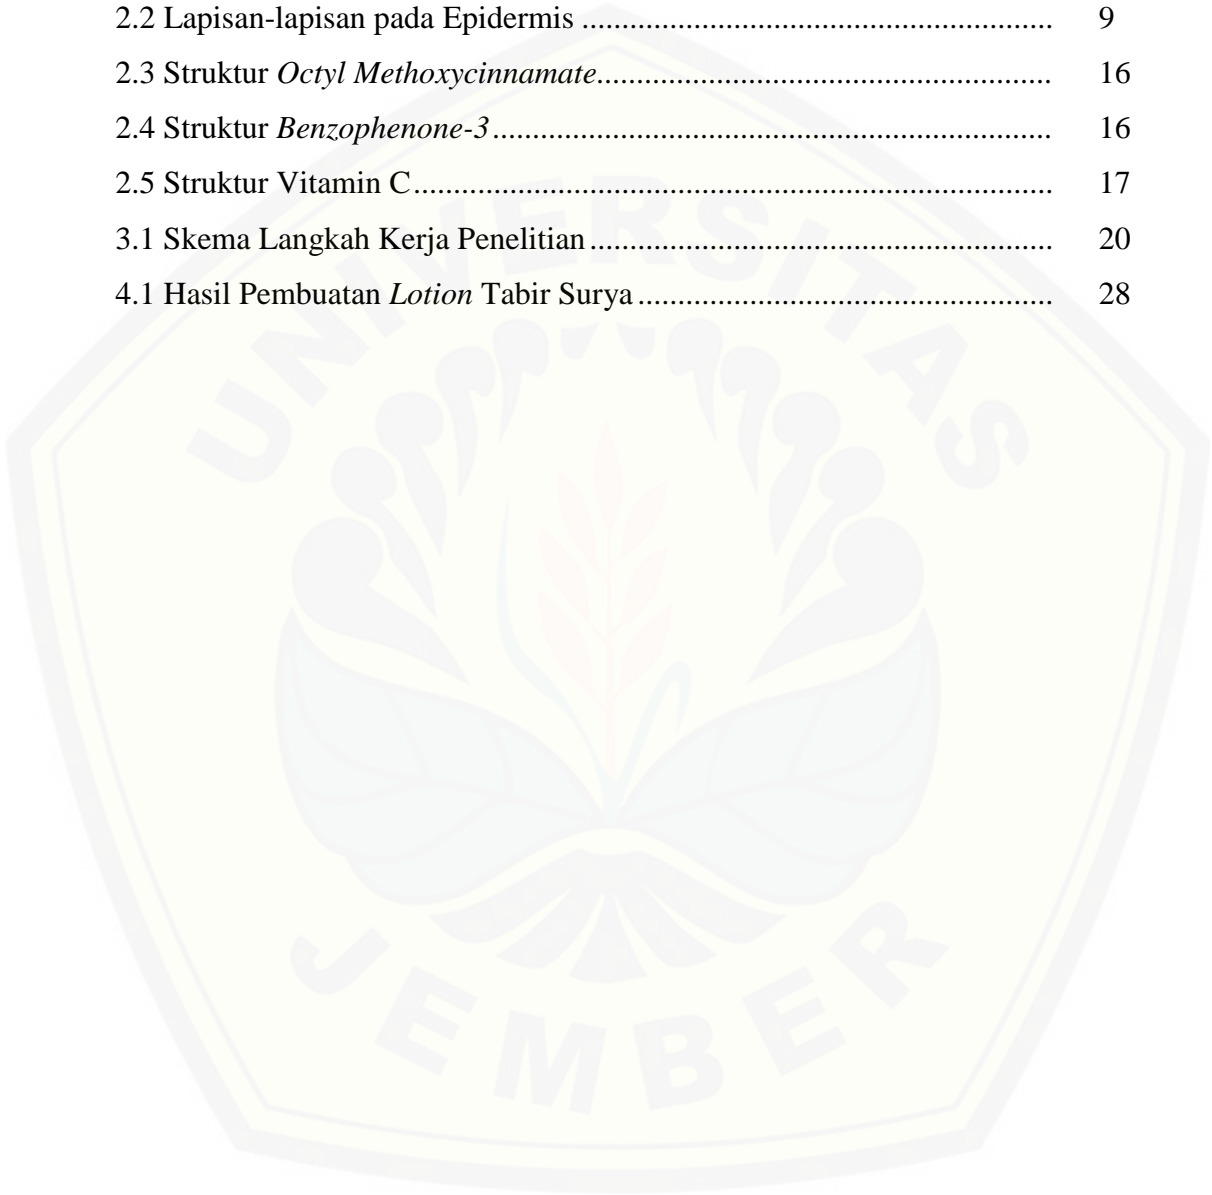 2.2 Lapisan-lapisan pada Epidermis ........................................................... 9
2.3 Struktur Octyl Methoxycinnamate......................................................... 16
2.4 Struktur Benzophenone-3...................................................................... 16
2.5 Struktur Vitamin C................................................................................ 17
3.1 Skema Langkah Kerja Penelitian .......................................................... 20
4.1 Hasil Pembuatan Lotion Tabir Surya .................................................... 28
UNIVERSITAS
JEMBER